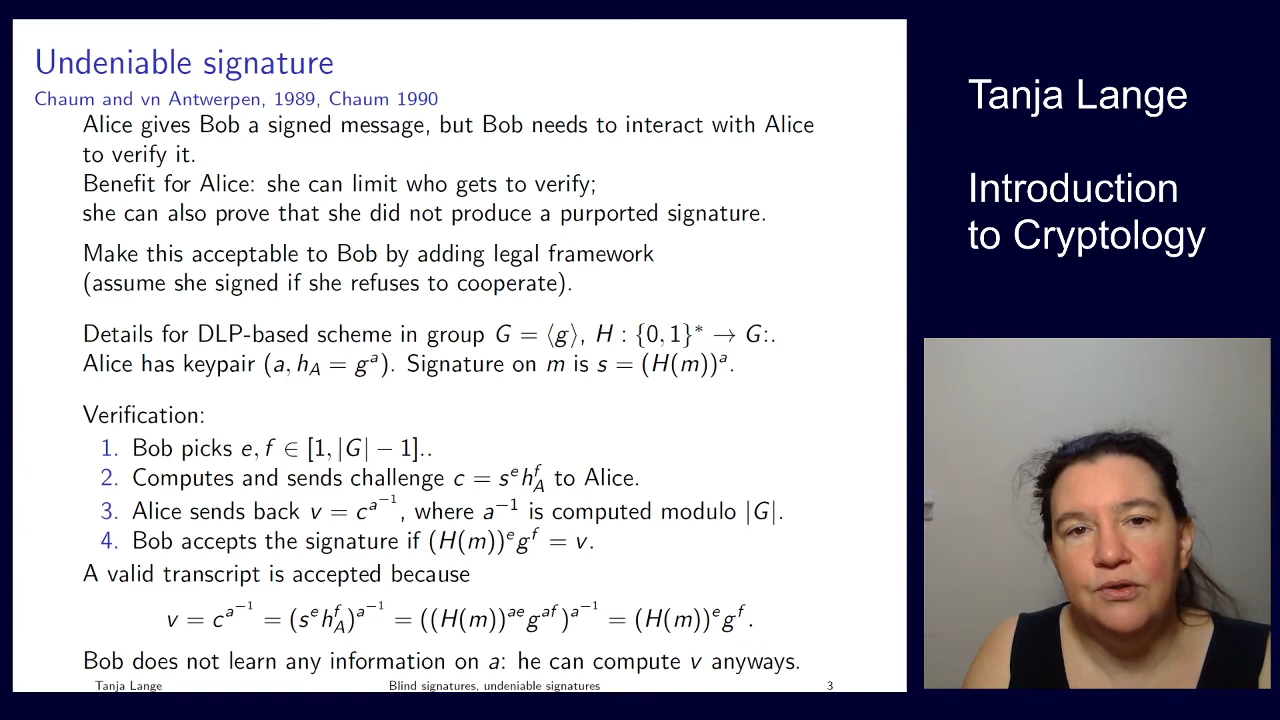 Undeniable signature
Chaum and vn Antwerpen, 1989, Chaum 1990
Alice gives Bob a signed message, but Bob needs to interact with Alice
to verify it.
Benefit for Alice: she can limit who gets to verify;
she can also prove that she did not produce a purported signature.
Make this acceptable to Bob by adding legal framework
(assume she signed if she refuses to cooperate).
Details for DLP-based scheme in group G = ⟨g⟩, H : {0, 1}* → G:.
Alice has keypair (a, h_A = g^a). Signature on m is s = (H(m))^a.
Verification:
1. Bob picks e, f ∈ [1, |G| − 1]..
2. Computes and sends challenge c = s^e h_A^f to Alice.
3. Alice sends back v = c^{a^{-1}}, where a^{-1} is computed modulo |G|.
4. Bob accepts the signature if (H(m))^e g^f = v.
A valid transcript is accepted because
v = c^{a^{-1}} = (s^e h_A^f)^{a^{-1}} = ((H(m))^{ae} g^{af})^{a^{-1}} = (H(m))^e g^f.
Bob does not learn any information on a: he can compute v anyways.
Tanja Lange Blind signatures, undeniable signatures 3
Tanja Lange
Introduction
to Cryptology